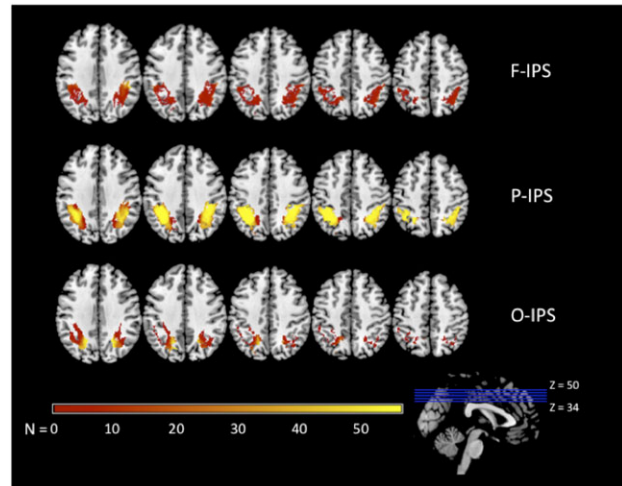 F-IPS
P-IPS
O-IPS
Z = 50
Z = 34
N = 0 10 20 30 40 50